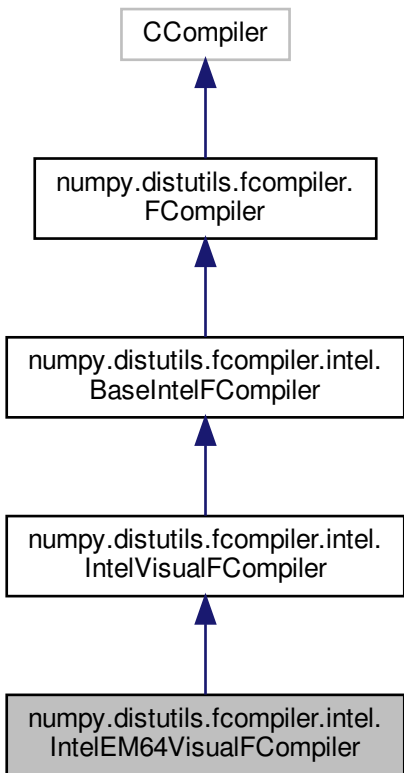 CCompiler
numpy.distutils.fcompiler.
FCompiler
numpy.distutils.fcompiler.intel.
BaseIntelFCompiler
numpy.distutils.fcompiler.intel.
IntelVisualFCompiler
numpy.distutils.fcompiler.intel.
IntelEM64VisualFCompiler